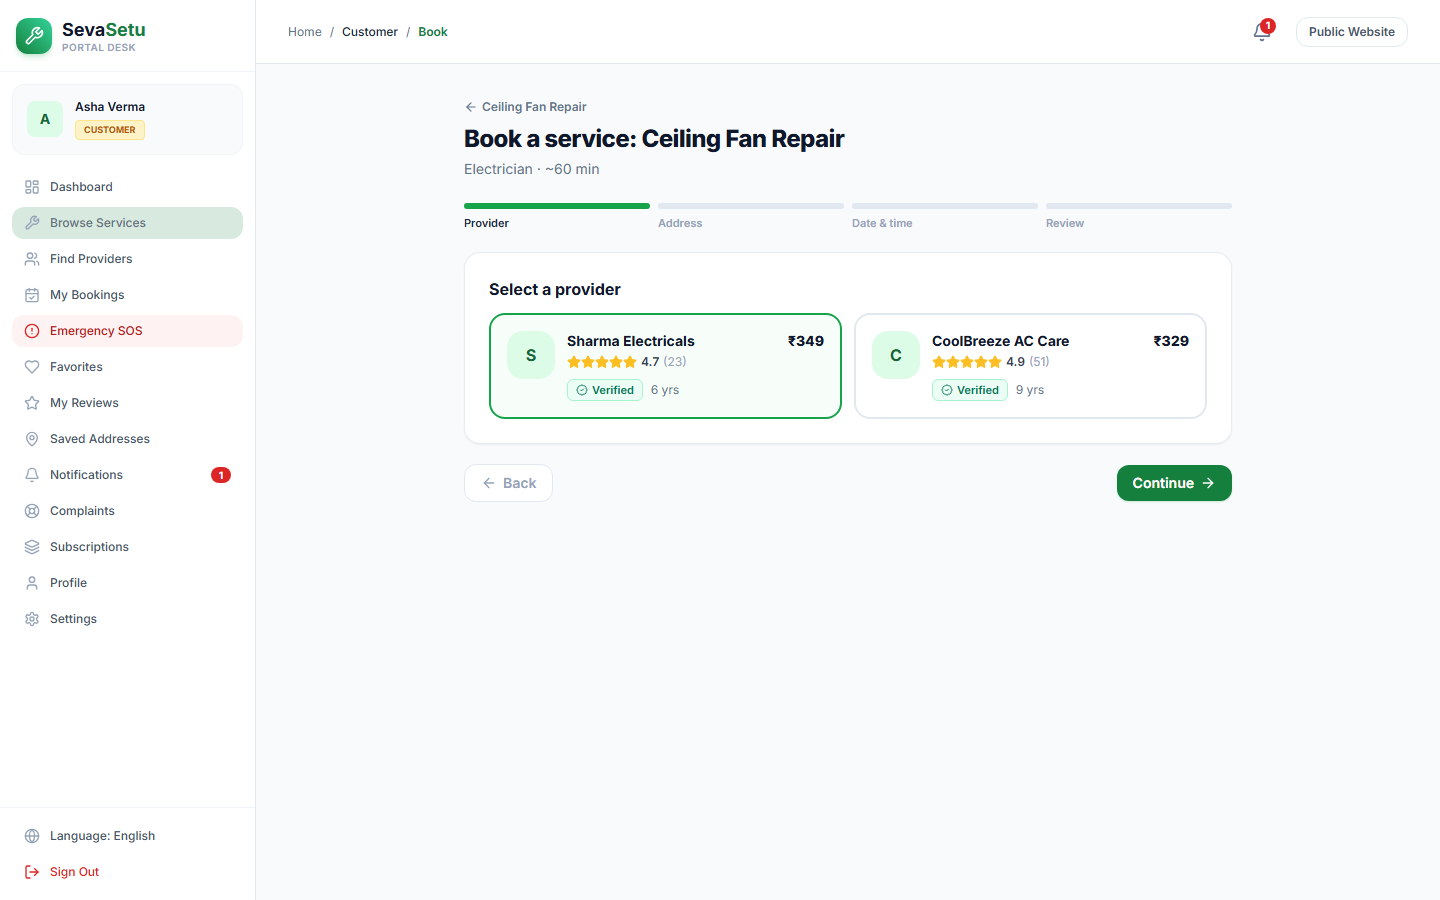 SevaSetu
PORTAL DESK
A
Asha Verma
CUSTOMER
Dashboard
Browse Services
Find Providers
My Bookings
Emergency SOS
Favorites
My Reviews
Saved Addresses
Notifications 1
Complaints
Subscriptions
Profile
Settings
Language: English
Sign Out
Home / Customer / Book
1
Public Website
Ceiling Fan Repair
Book a service: Ceiling Fan Repair
Electrician · ~60 min
Provider Address Date & time Review
Select a provider
S
Sharma Electricals ₹349
4.7 (23)
Verified 6 yrs
C
CoolBreeze AC Care ₹329
4.9 (51)
Verified 9 yrs
Back
Continue